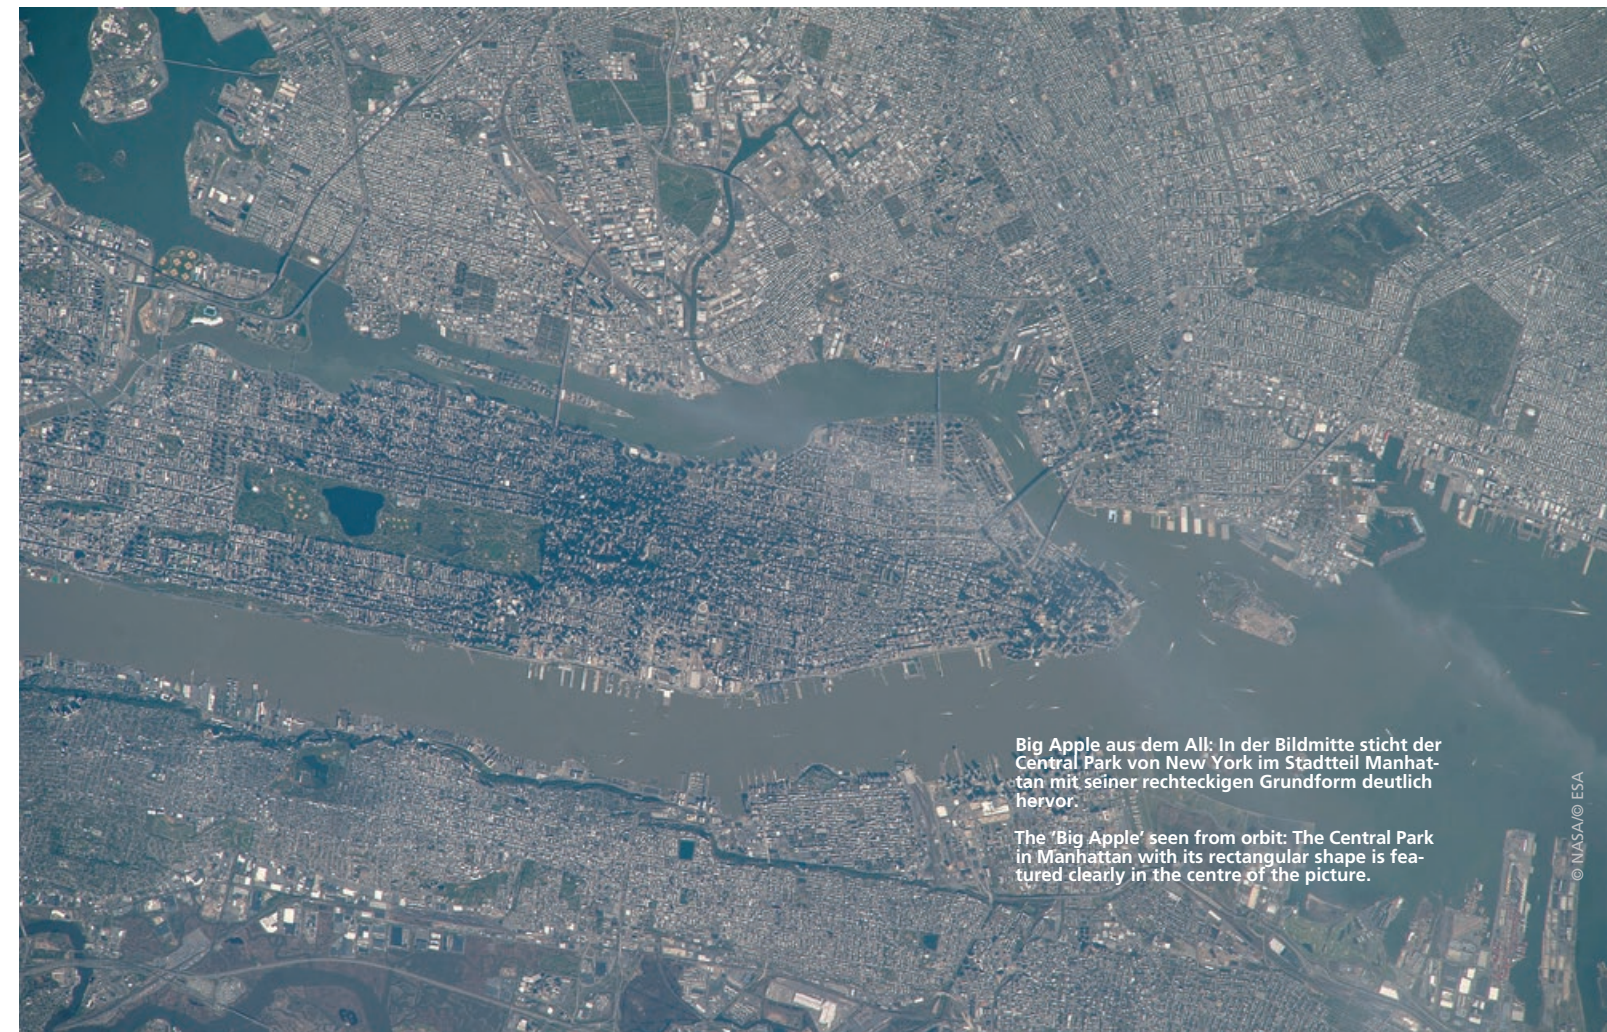 Big Apple aus dem All: In der Bildmitte sticht der
Central Park von New York im Stadtteil Manhat-
tan mit seiner rechteckigen Grundform deutlich
hervor.
The ‘Big Apple’ seen from orbit: The Central Park
in Manhattan with its rectangular shape is fea-
tured clearly in the centre of the picture.
© NASA/© ESA